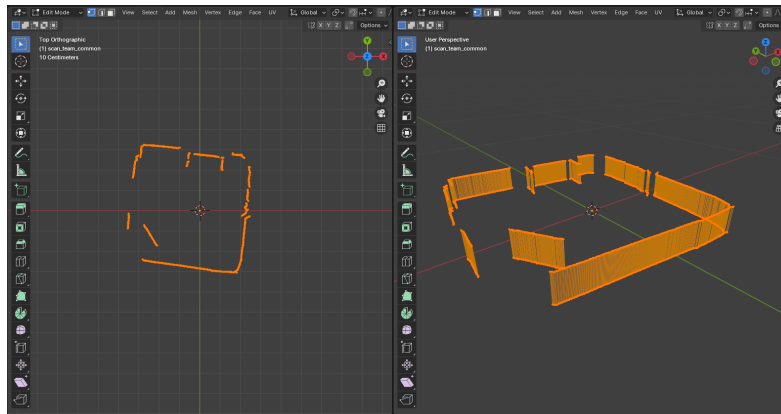 Edit Mode View Select Add Mesh Vertex Edge Face UV Global
X Y Z Options
Top Orthographic
(1) scan_team_common
10 Centimeters
Y
Z
X
Edit Mode View Select Add Mesh Vertex Edge Face UV Global
X Y Z Options
User Perspective
(1) scan_team_common
Z